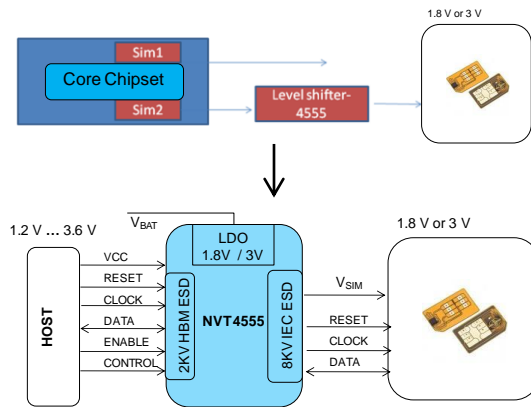 1.8 V or 3 V
Sim1
Core Chipset
Sim2
Level shifter-
4555
1.2 V ... 3.6 V
VBAT
1.8 V or 3 V
LDO
1.8V / 3V
VCC
RESET
CLOCK
DATA
ENABLE
CONTROL
HOST
2KV HBM ESD
NVT4555
8KV IEC ESD
VSIM
RESET
CLOCK
DATA